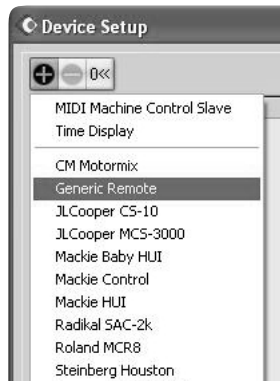 Device Setup
0«
MIDI Machine Control Slave
Time Display
CM Motormix
Generic Remote
JLCooper CS-10
JLCooper MCS-3000
Mackie Baby HUI
Mackie Control
Mackie HUI
Radikal SAC-2k
Roland MCR8
Steinberg Houston